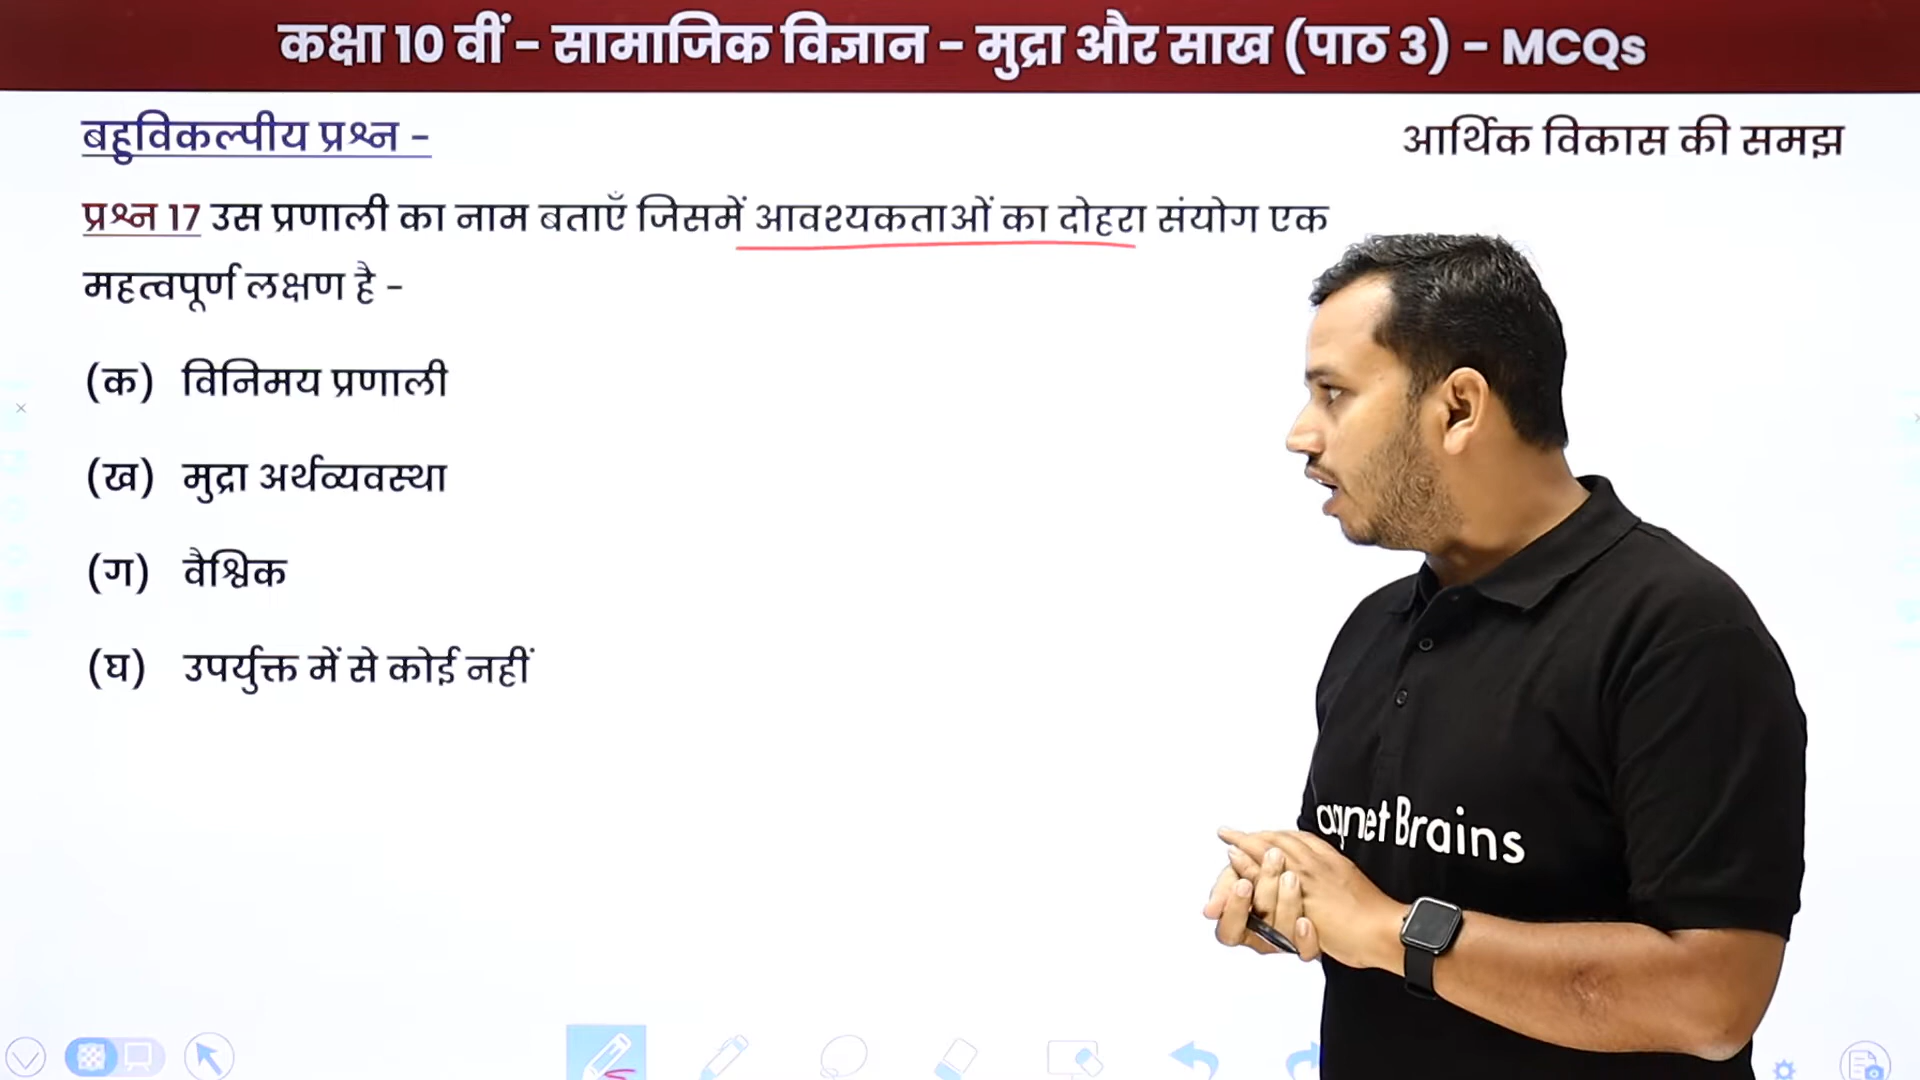 कक्षा 10 वीं - सामाजिक विज्ञान - मुद्रा और साख (पाठ 3) - MCQs
बहुविकल्पीय प्रश्न -
आर्थिक विकास की समझ
प्रश्न 17 उस प्रणाली का नाम बताएँ जिसमें आवश्यकताओं का दोहरा संयोग एक
महत्वपूर्ण लक्षण है -
(क) विनिमय प्रणाली
(ख) मुद्रा अर्थव्यवस्था
(ग) वैश्विक
(घ) उपर्युक्त में से कोई नहीं
agnet Brains